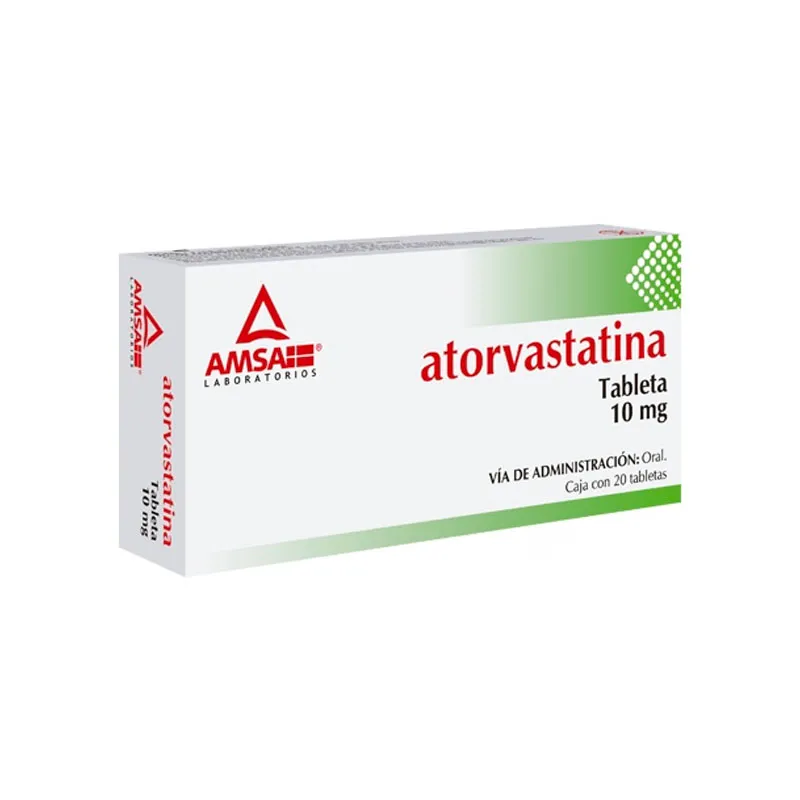 AMSA
LABORATORIOS
atorvastatina
Tableta
10 mg
AMSA®
LABORATORIOS
atorvastatina
Tableta
10 mg
VÍA DE ADMINISTRACIÓN: Oral.
Caja con 20 tabletas